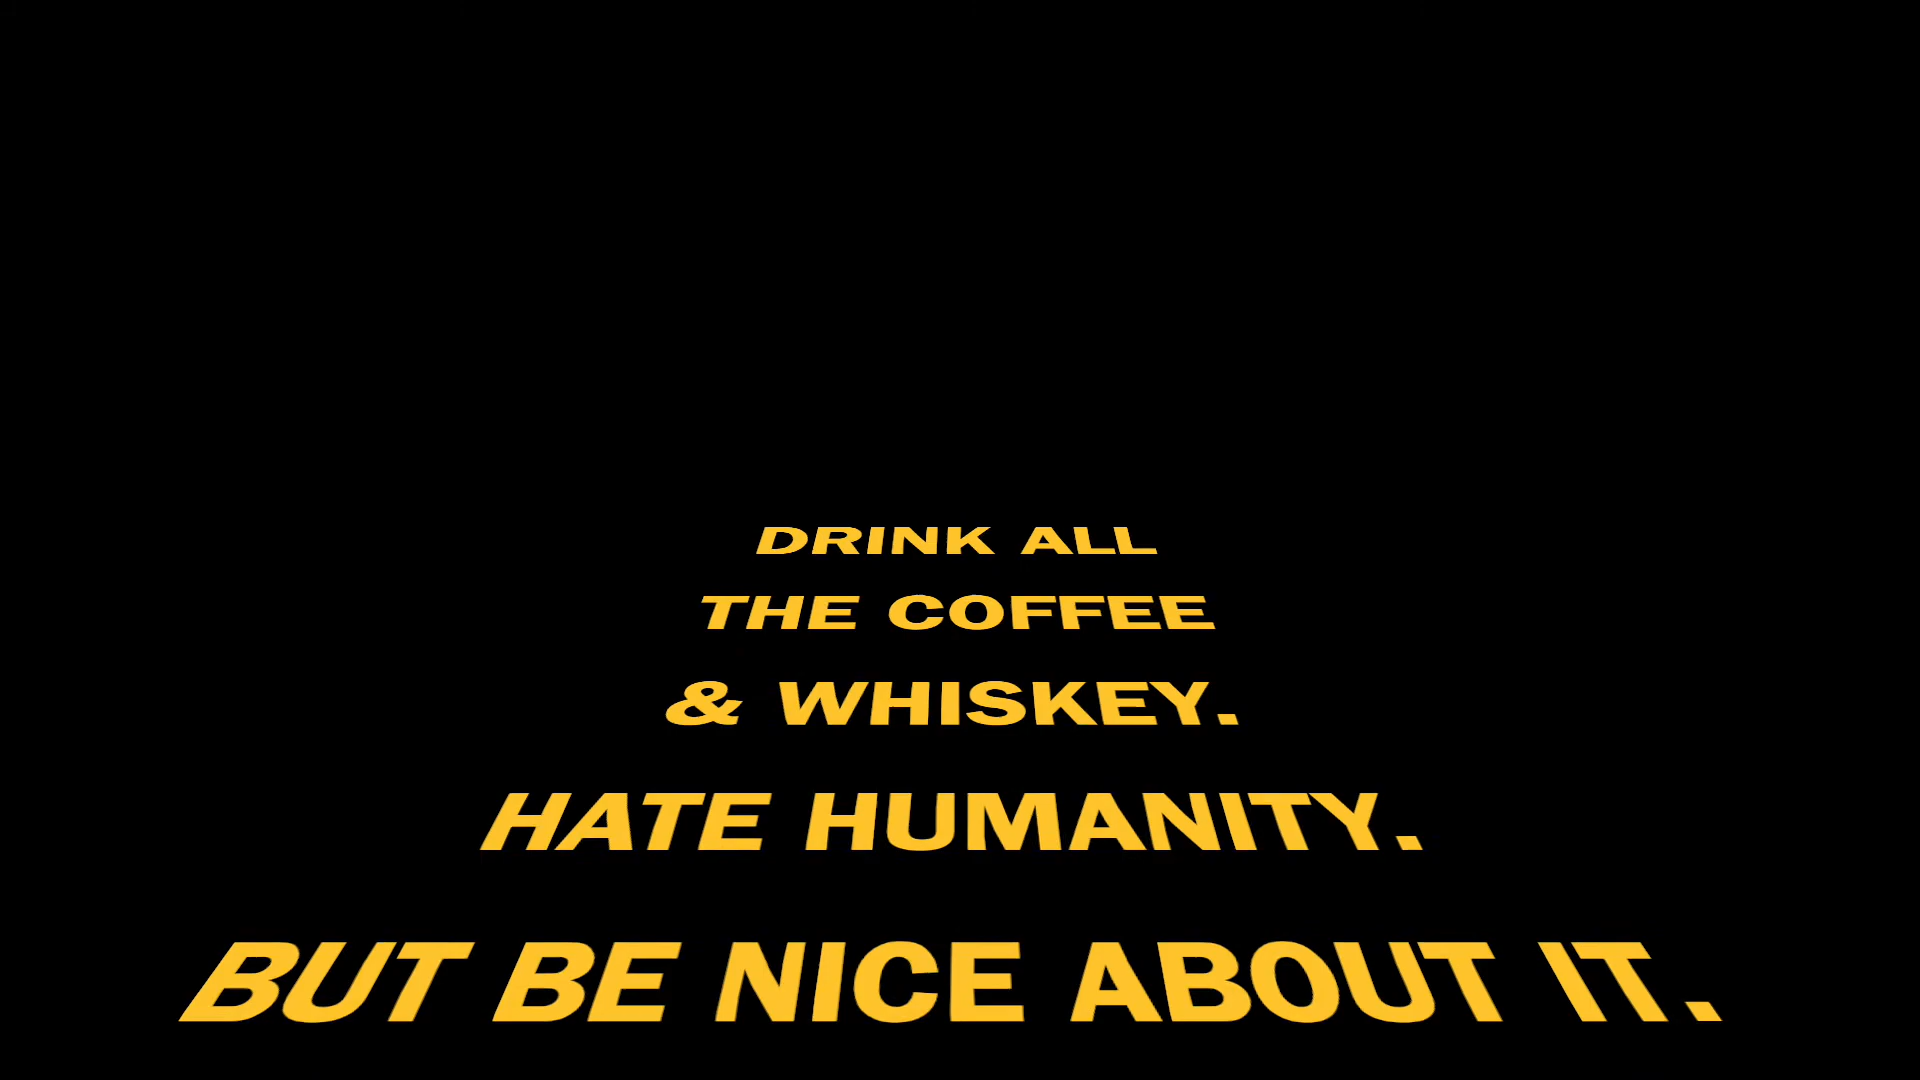 DRINK ALL
THE COFFEE
& WHISKEY.
HATE HUMANITY.
BUT BE NICE ABOUT IT.